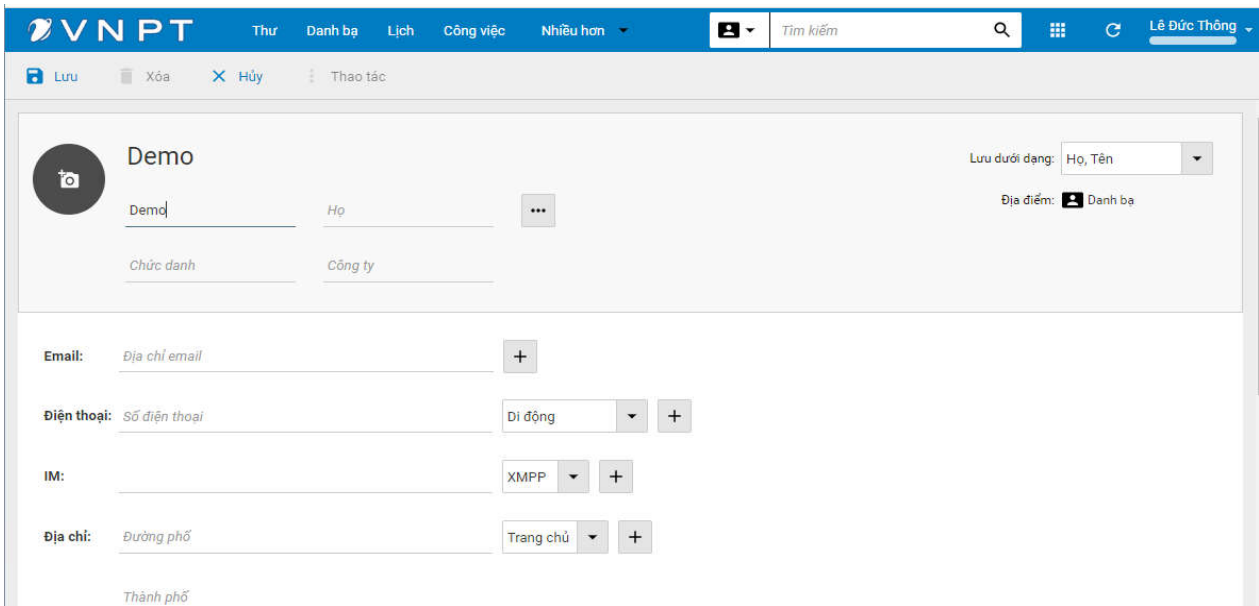 VNPT Thư Danh bạ Lịch Công việc Nhiều hơn Tìm kiếm Lê Đức Thông
Lưu Xóa Hủy Thao tác
Demo
Lưu dưới dạng: Họ, Tên
Địa điểm: Danh bạ
Demo Họ
Chức danh Công ty
Email: Địa chỉ email
Điện thoại: Số điện thoại Di động
IM: XMPP
Địa chỉ: Đường phố Trang chủ
Thành phố